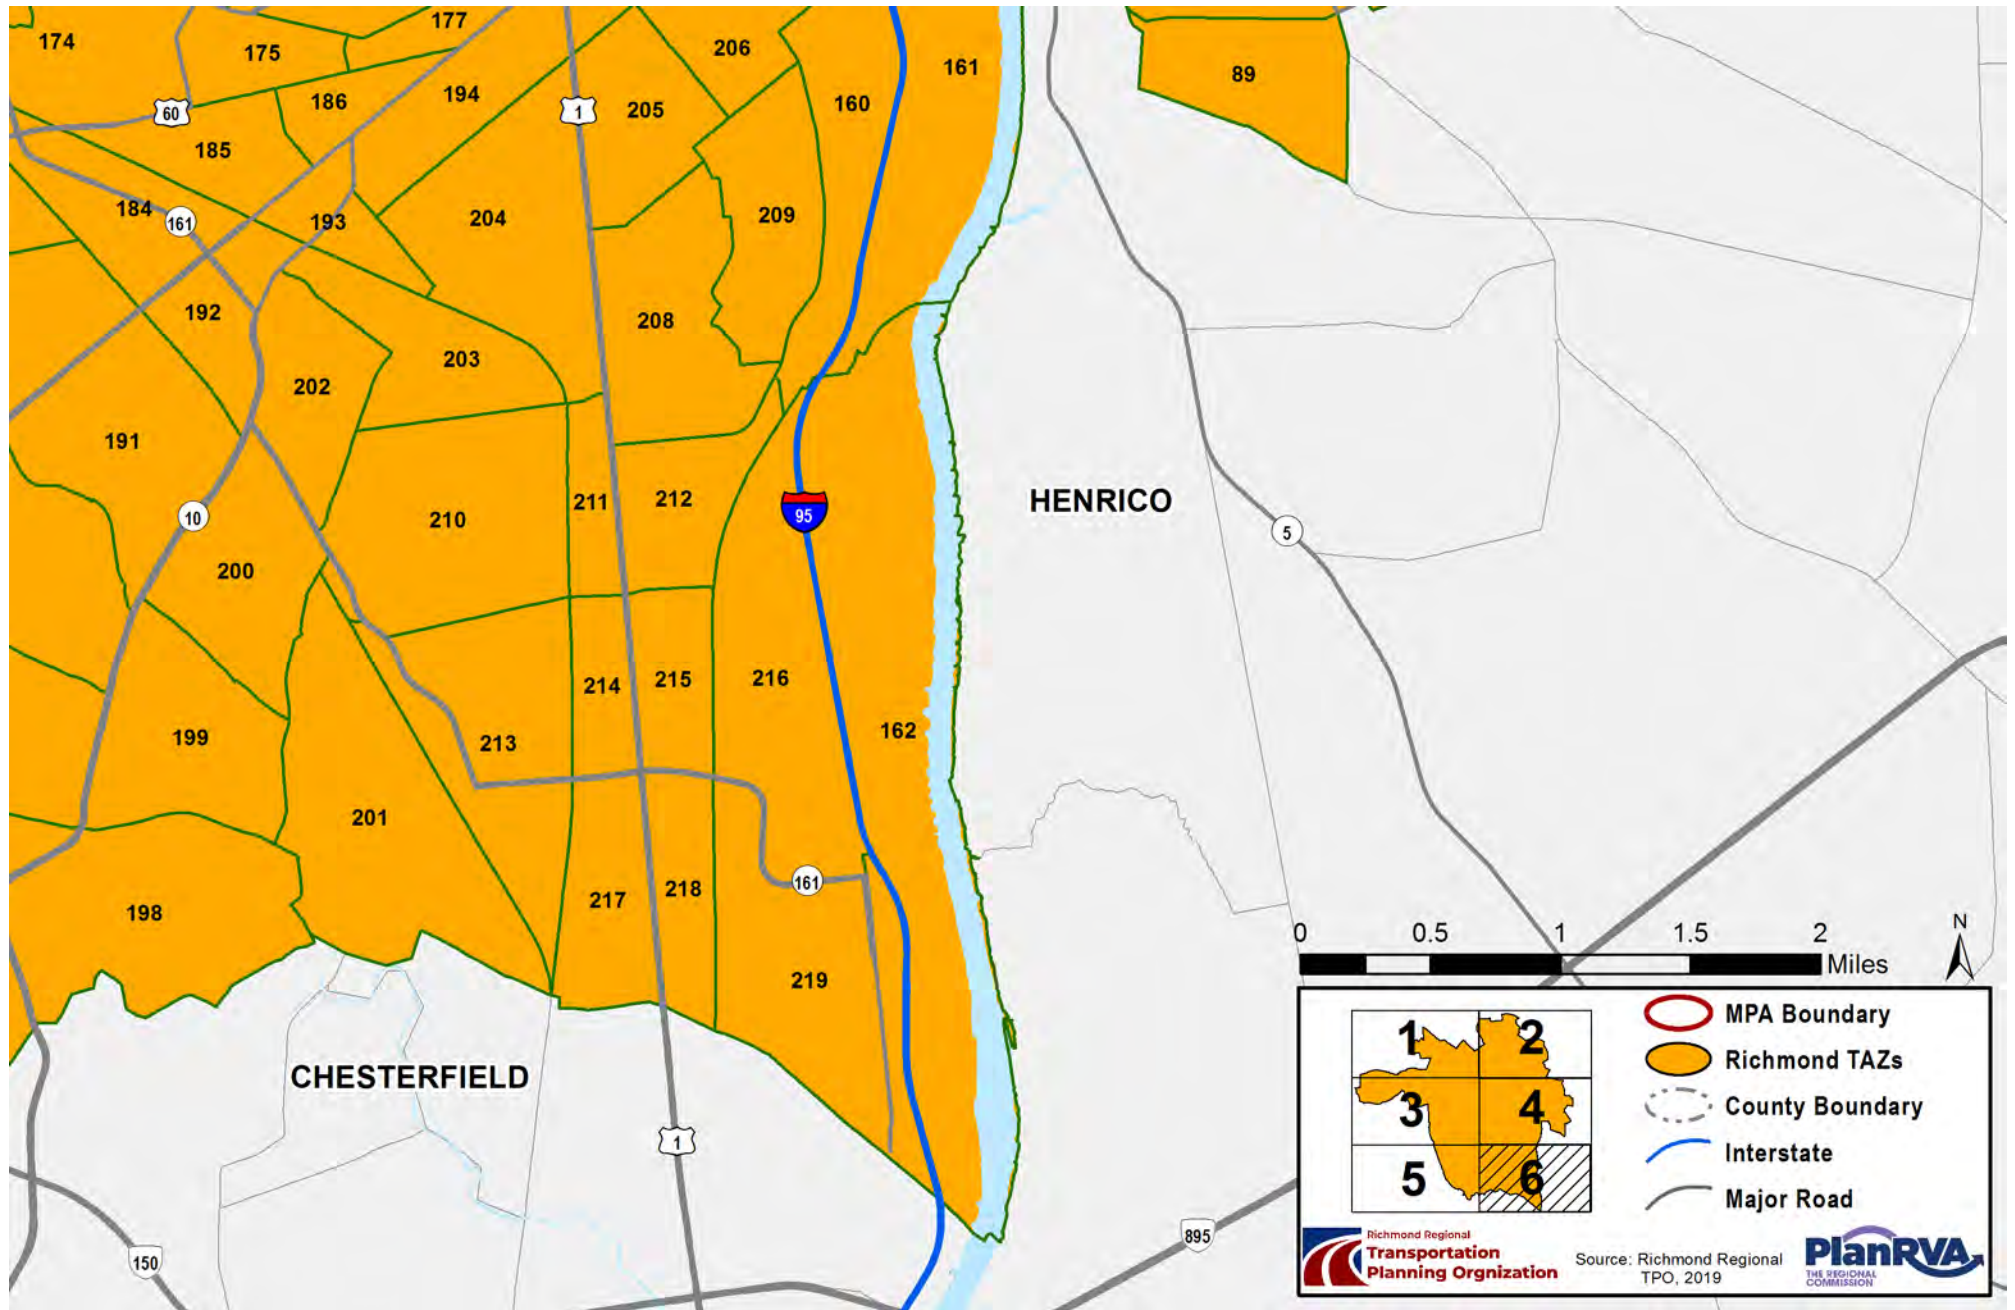 174
175
177
206
161
89
60
186
194
1
205
160
185
184
161
193
204
209
192
208
203
202
191
210
211
212
95
HENRICO
5
10
200
214
215
216
162
199
213
201
217
218
161
198
219
0 0.5 1 1.5 2
Miles
N
CHESTERFIELD
1
150
895
1 2
3 4
5 6
MPA Boundary
Richmond TAZs
County Boundary
Interstate
Major Road
Richmond Regional
Transportation
Planning Orgnization
Source: Richmond Regional
TPO, 2019
PlanRVA
THE REGIONAL
COMMISSION